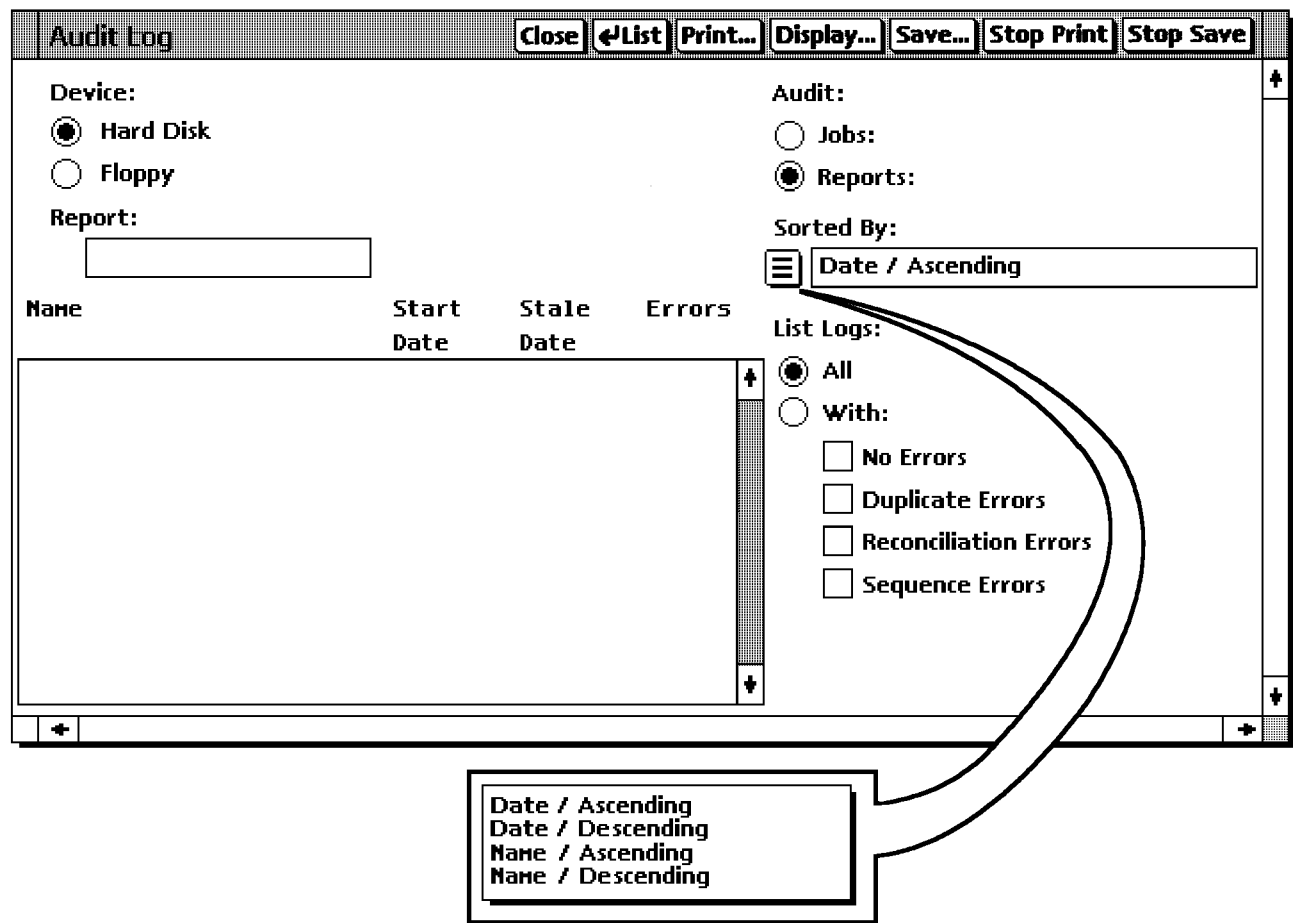 Audit Log Close ↵List Print... Display... Save... Stop Print Stop Save
Device:
Hard Disk
Floppy
Report:
Name Start Stale Errors
Date Date
Audit:
Jobs:
Reports:
Sorted By:
Date / Ascending
List Logs:
All
With:
No Errors
Duplicate Errors
Reconciliation Errors
Sequence Errors
Date / Ascending
Date / Descending
Name / Ascending
Name / Descending